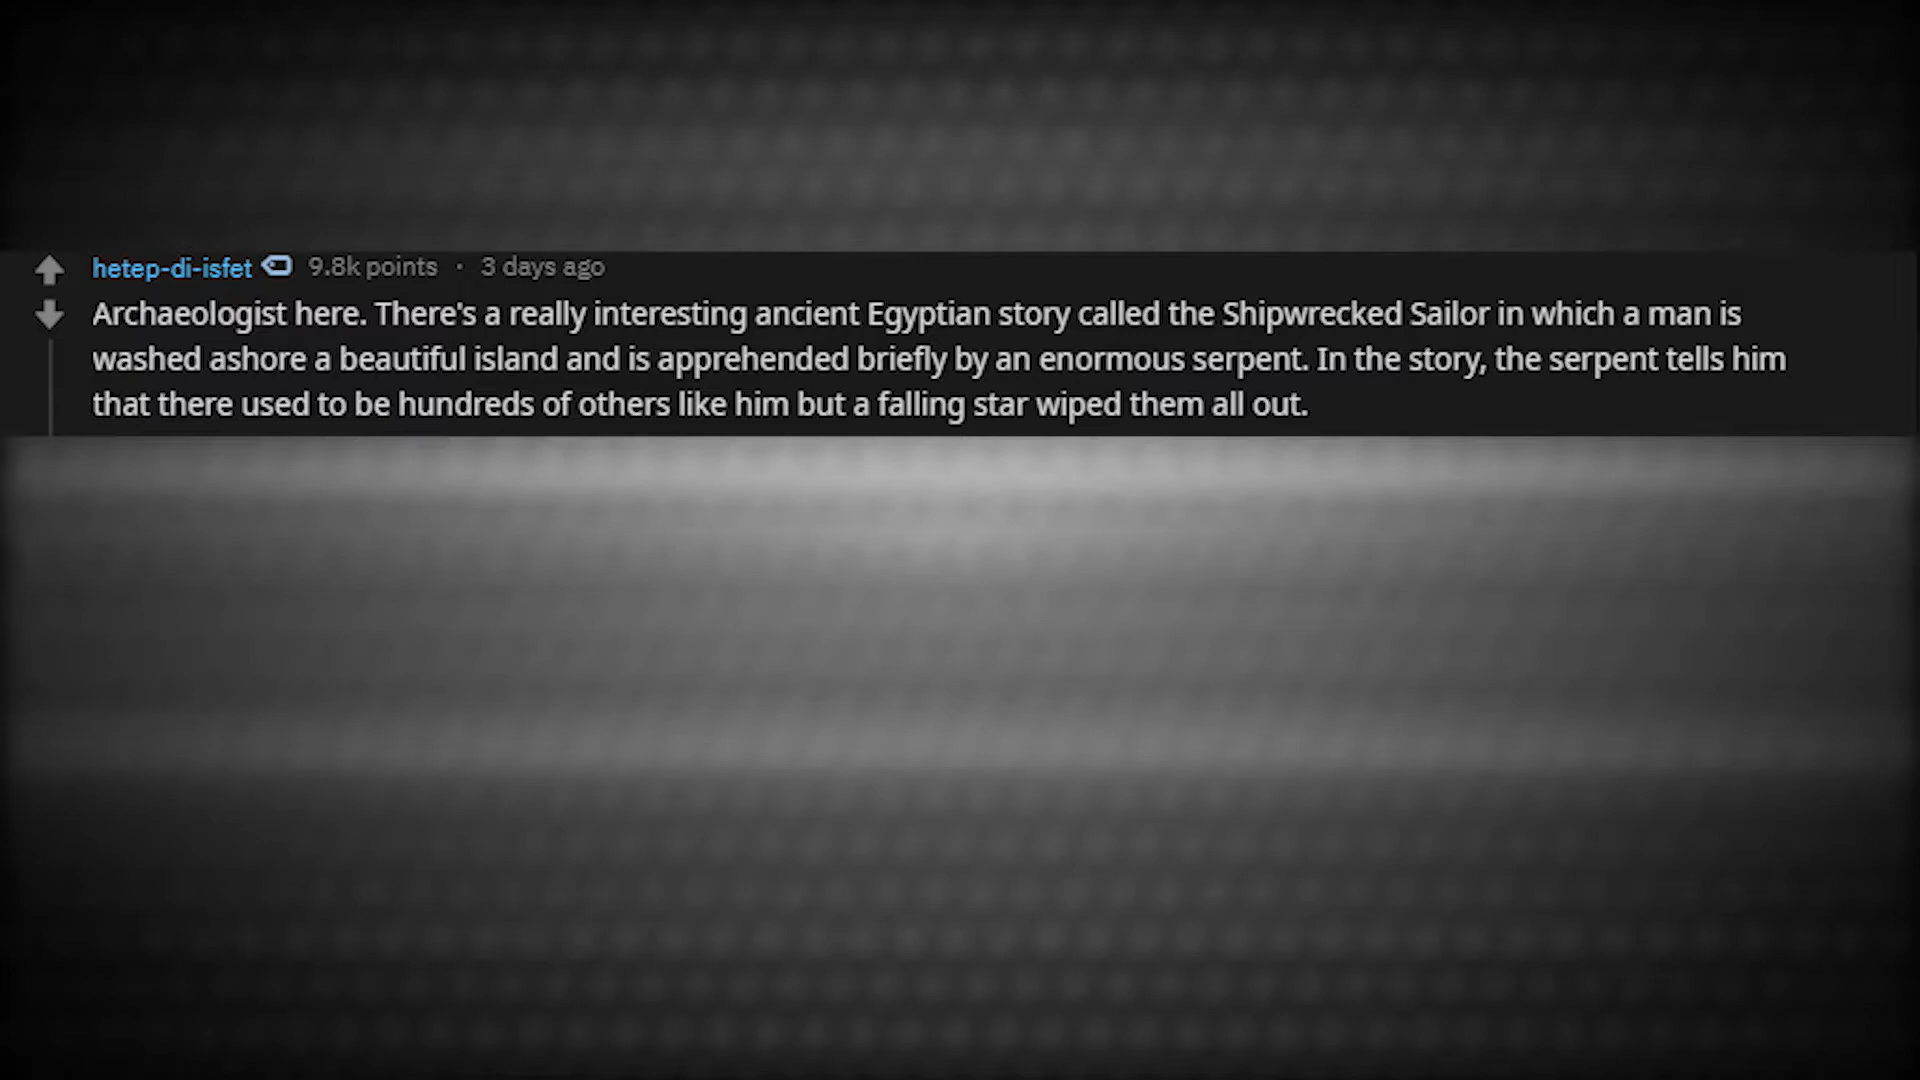 hetep-di-isfet 9.8k points · 3 days ago
Archaeologist here. There's a really interesting ancient Egyptian story called the Shipwrecked Sailor in which a man is
washed ashore a beautiful island and is apprehended briefly by an enormous serpent. In the story, the serpent tells him
that there used to be hundreds of others like him but a falling star wiped them all out.